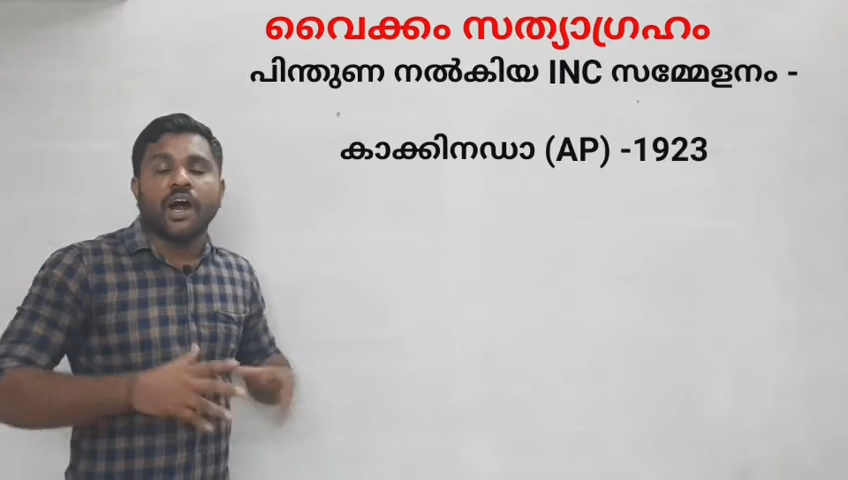 വൈക്കം സത്യാഗ്രഹം
പിന്തുണ നൽകിയ INC സമ്മേളനം -
കാക്കിനഡാ (AP) -1923